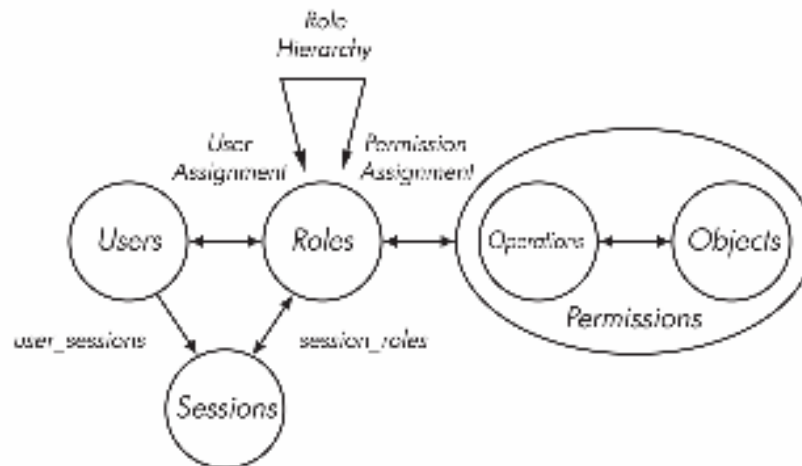 Role
Hierarchy
User
Assignment
Permission
Assignment
Users
Roles
Operations
Objects
Permissions
user_sessions
session_roles
Sessions